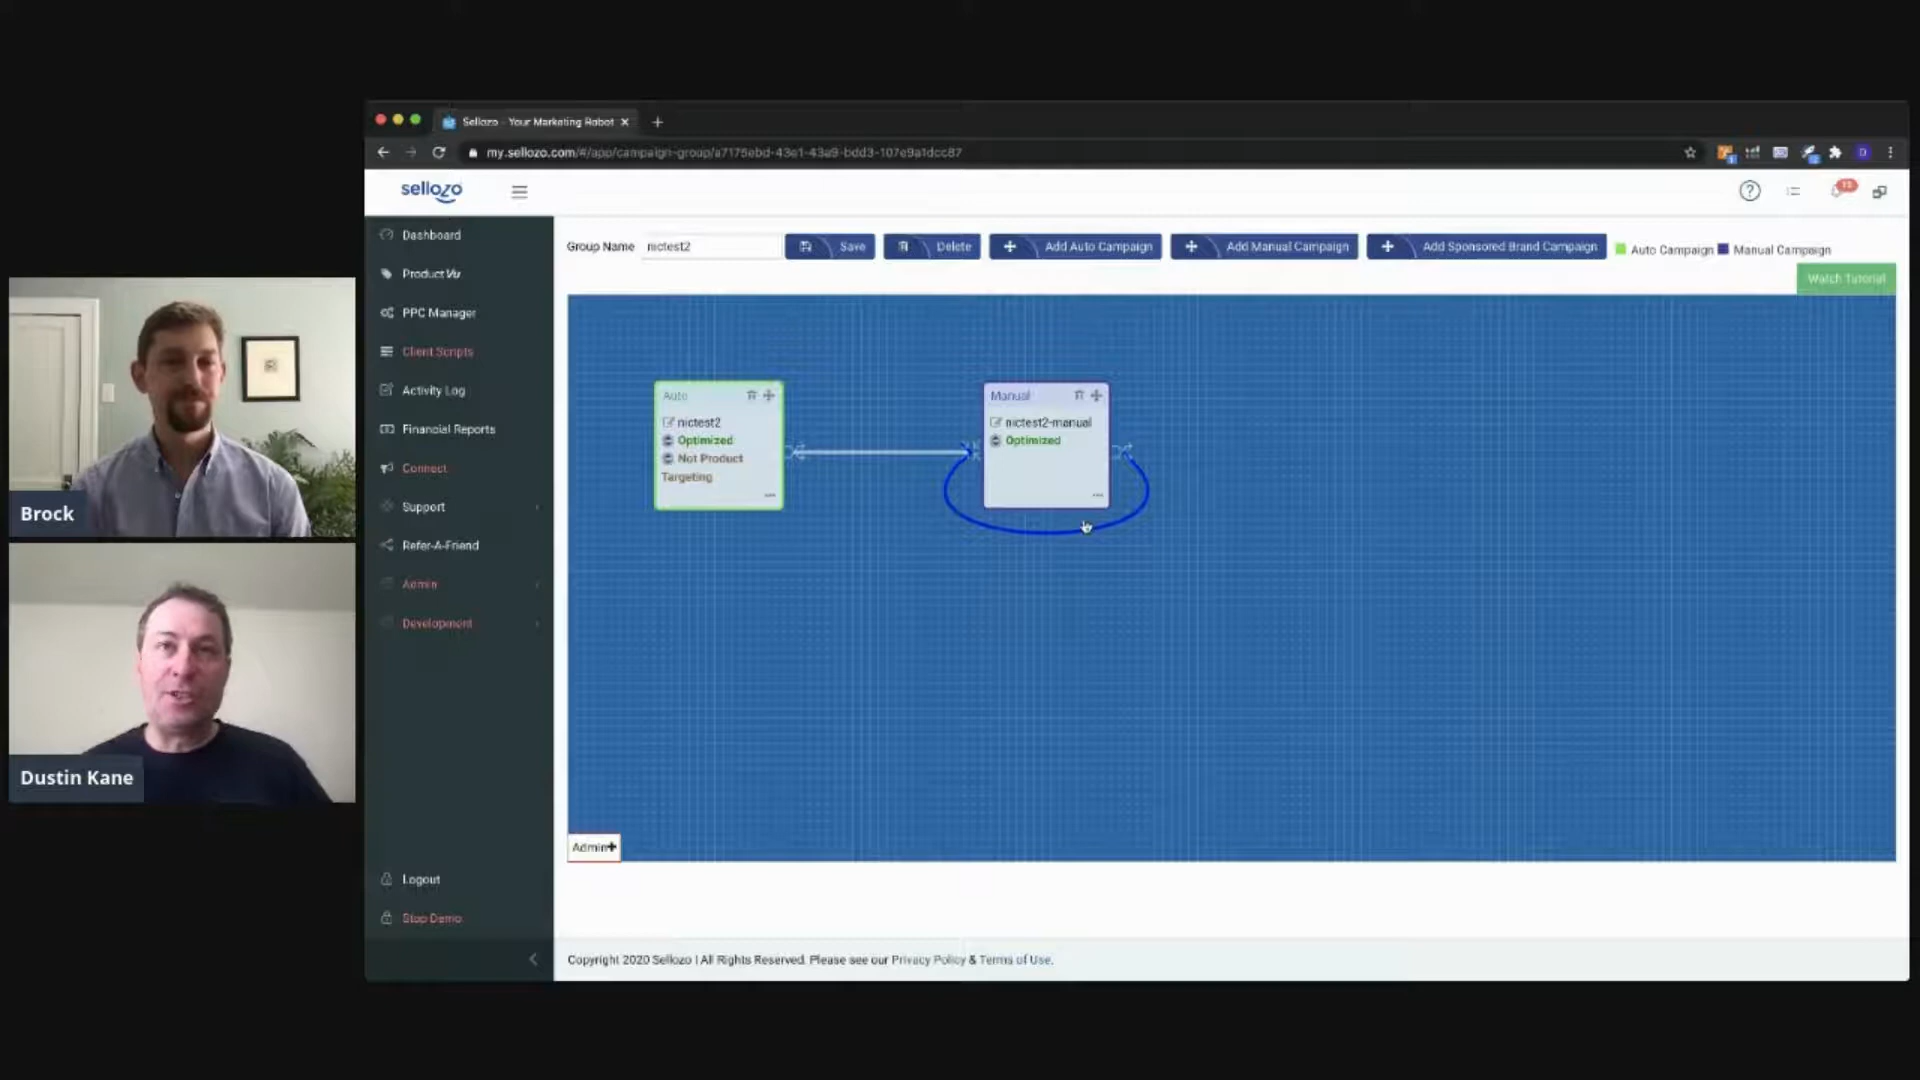 Sellozo - Your Marketing Robot
my.sellozo.com/#/app/campaign-group/a7175ebd-43e1-43a9-bdd3-107e9a1dcc87
sellozo
Dashboard
Product Vu
PPC Manager
Client Scripts
Activity Log
Financial Reports
Connect
Support
Refer-A-Friend
Admin
Development
Logout
Stop Demo
Group Name
nictest2
Save
Delete
Add Auto Campaign
Add Manual Campaign
Add Sponsored Brand Campaign
Auto Campaign
Manual Campaign
Watch Tutorial
Auto
nictest2
Optimized
Not Product
Targeting
Manual
nictest2-manual
Optimized
Admin
Copyright 2020 Sellozo | All Rights Reserved. Please see our Privacy Policy & Terms of Use.
Brock
Dustin Kane